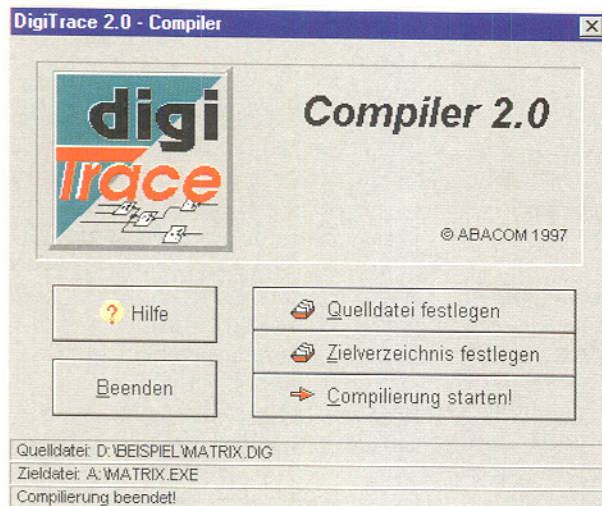 DigiTrace 2.0 - Compiler
digi
Trace
Compiler 2.0
© ABACOM 1997
? Hilfe
Quelldatei festlegen
Zielverzeichnis festlegen
Beenden
Compilierung starten!
Quelldatei: D:\BEISPIEL\MATRIX.DIG
Zieldatei: A:\MATRIX.EXE
Compilierung beendet!